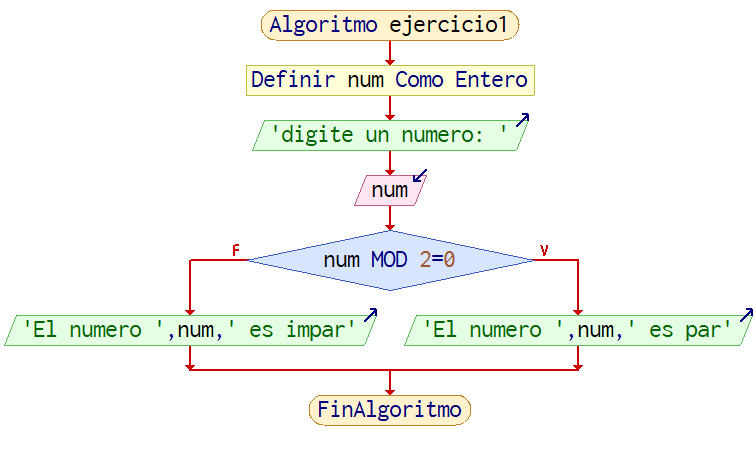 Algoritmo ejercicio1
Definir num Como Entero
'digite un numero: '
num
F
V
num MOD 2=0
'El numero ',num,' es impar'
'El numero ',num,' es par'
FinAlgoritmo